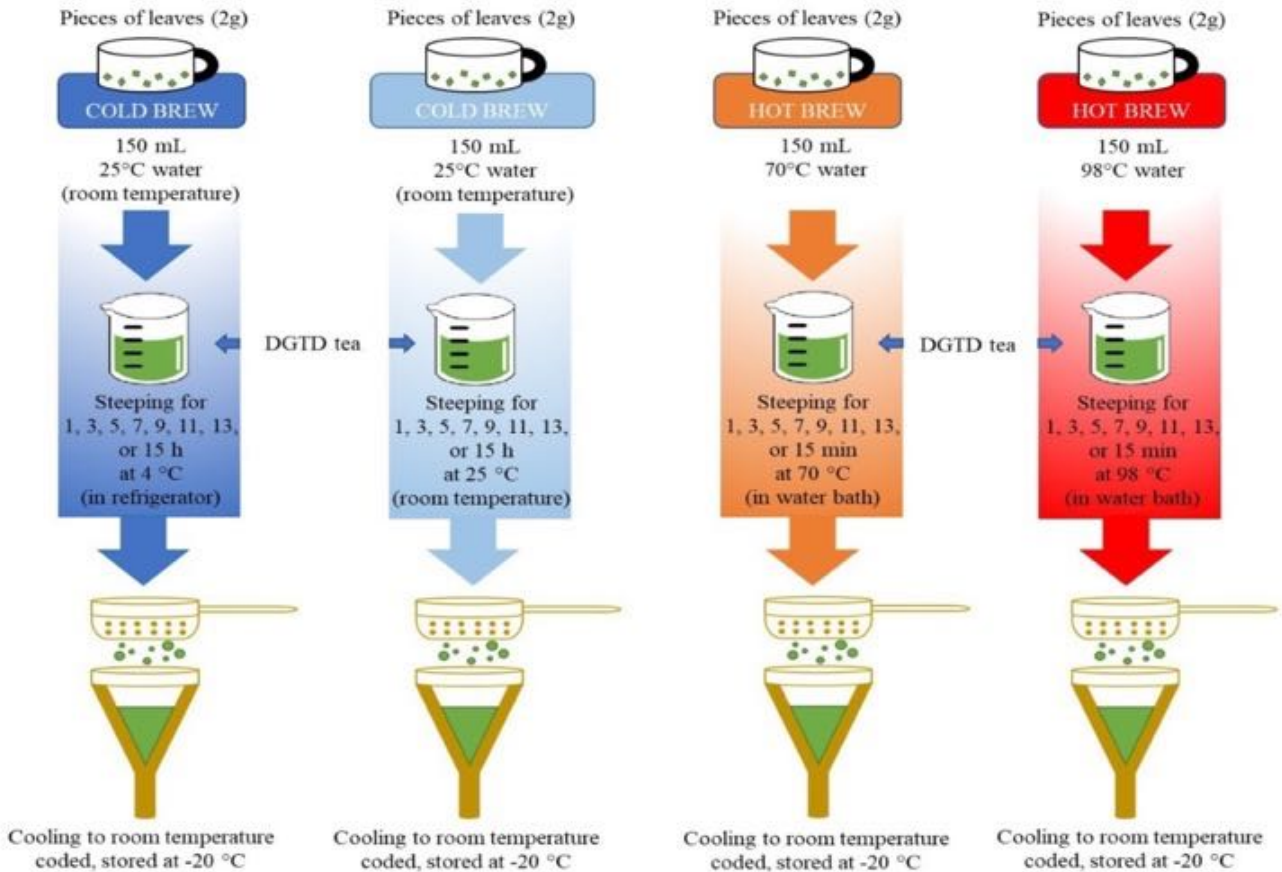 Pieces of leaves (2g)
COLD BREW
150 mL
25°C water
(room temperature)
Steeping for
1, 3, 5, 7, 9, 11, 13,
or 15 h
at 4 °C
(in refrigerator)
Cooling to room temperature
coded, stored at -20 °C
DGTD tea
Pieces of leaves (2g)
COLD BREW
150 mL
25°C water
(room temperature)
Steeping for
1, 3, 5, 7, 9, 11, 13,
or 15 h
at 25 °C
(room temperature)
Cooling to room temperature
coded, stored at -20 °C
Pieces of leaves (2g)
HOT BREW
150 mL
70°C water
Steeping for
1, 3, 5, 7, 9, 11, 13,
or 15 min
at 70 °C
(in water bath)
Cooling to room temperature
coded, stored at -20 °C
DGTD tea
Pieces of leaves (2g)
HOT BREW
150 mL
98°C water
Steeping for
1, 3, 5, 7, 9, 11, 13,
or 15 min
at 98 °C
(in water bath)
Cooling to room temperature
coded, stored at -20 °C